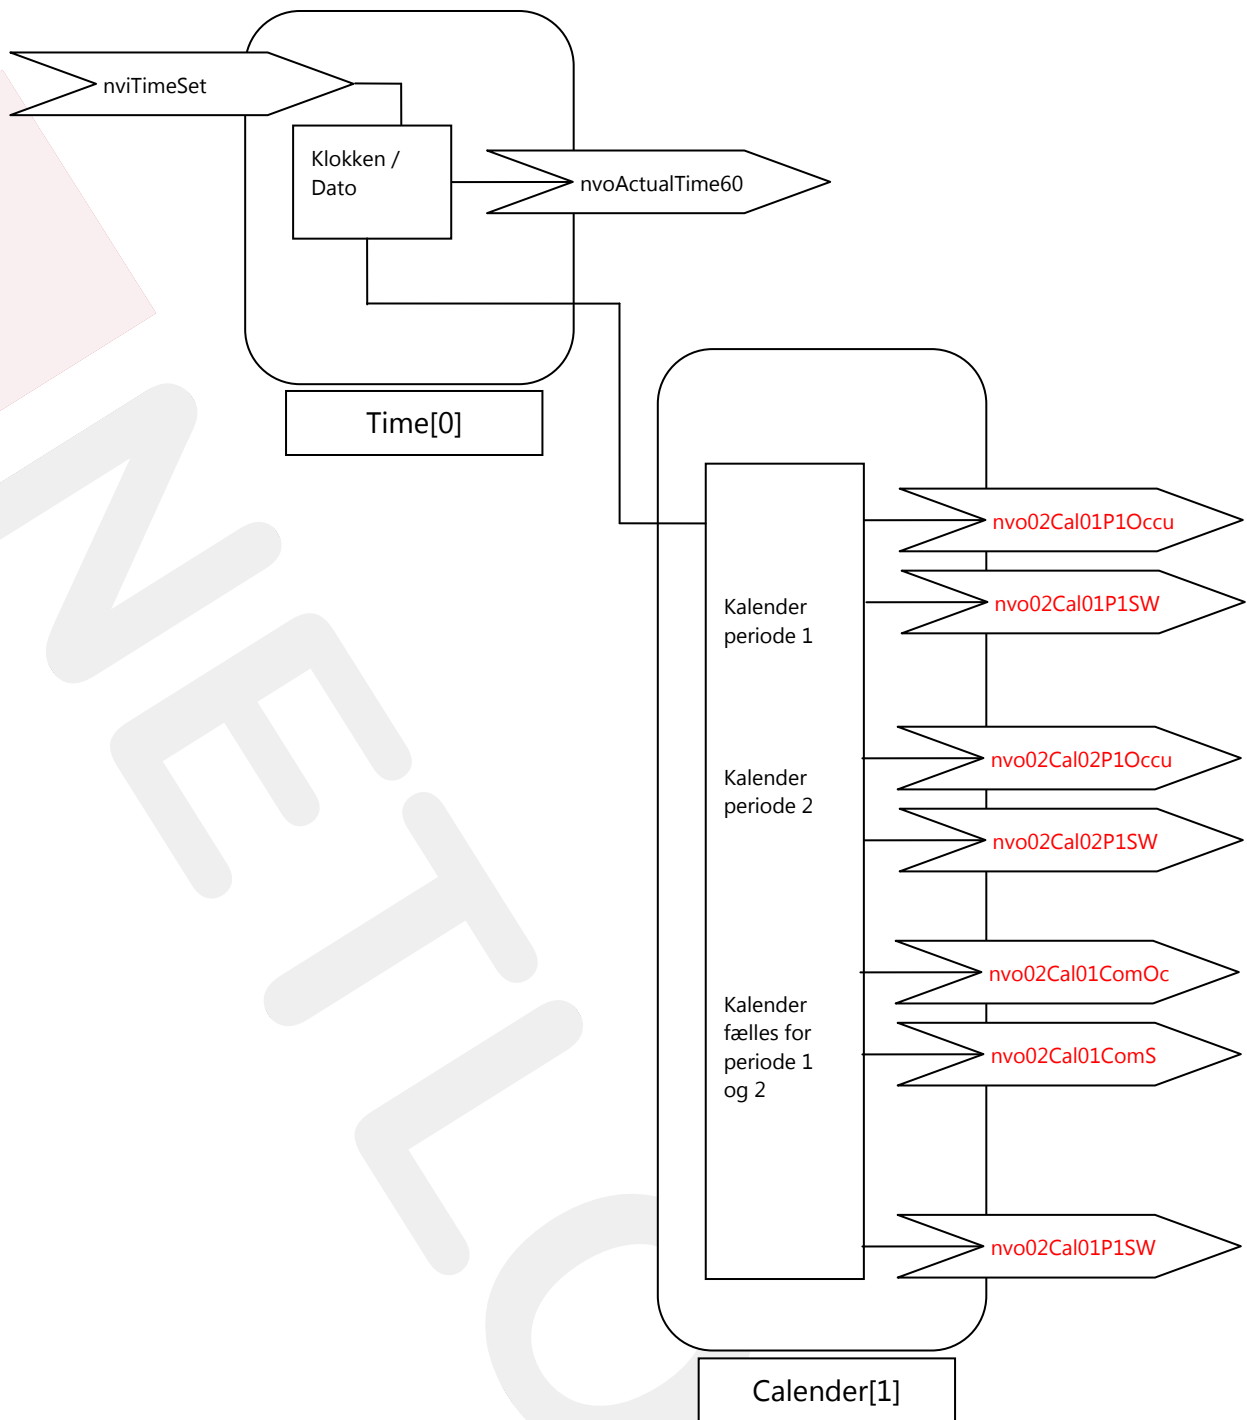 nviTimeSet
Klokken /
Dato
nvoActualTime60
Time[0]
nvo02Cal01P1Occu
nvo02Cal01P1SW
Kalender
periode 1
nvo02Cal02P1Occu
Kalender
periode 2
nvo02Cal02P1SW
nvo02Cal01ComOc
Kalender
fælles for
periode 1
og 2
nvo02Cal01ComS
nvo02Cal01P1SW
Calender[1]
NETLO